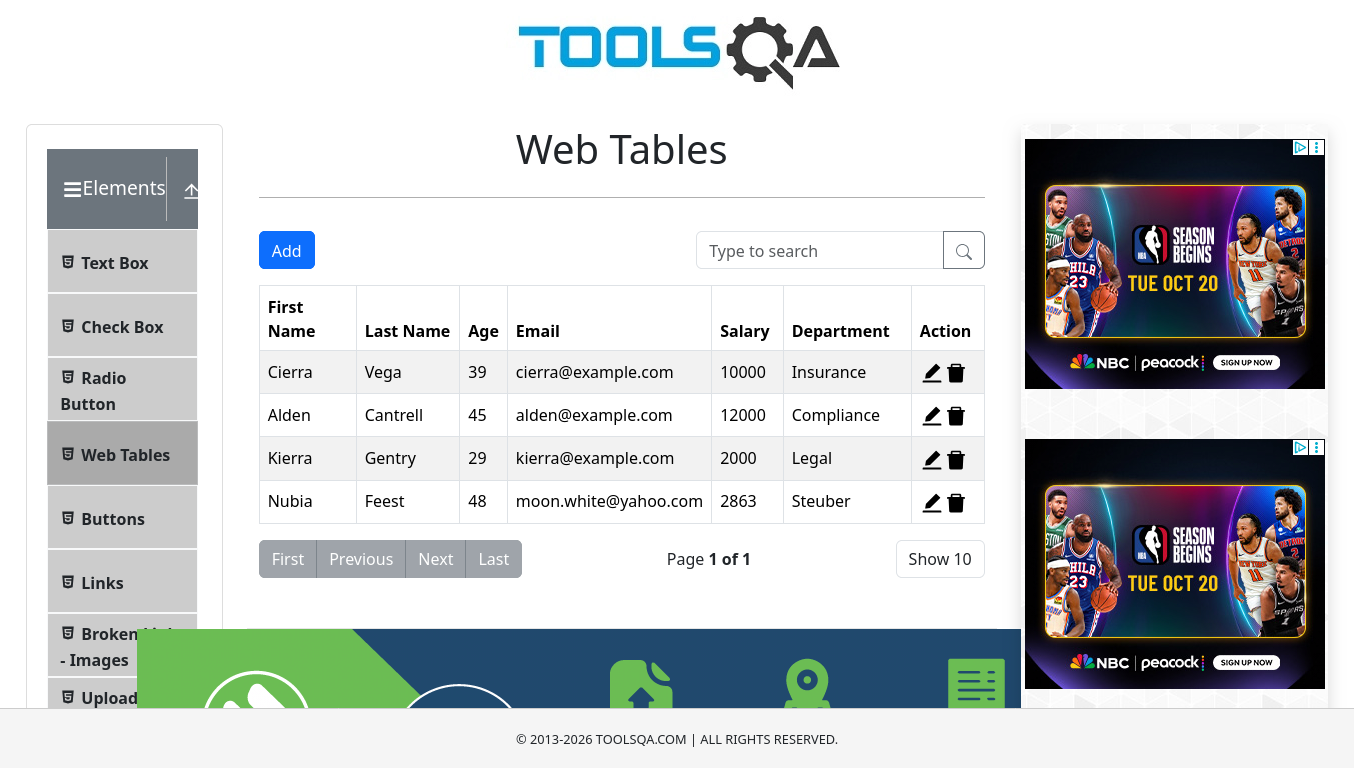 TOOLSQA
Web Tables
Elements
Text Box
Check Box
Radio
Button
Web Tables
Buttons
Links
Broken
- Images
Upload
Add
Type to search
First
Name Last Name Age Email Salary Department Action
Cierra Vega 39 cierra@example.com 10000 Insurance
Alden Cantrell 45 alden@example.com 12000 Compliance
Kierra Gentry 29 kierra@example.com 2000 Legal
Nubia Feest 48 moon.white@yahoo.com 2863 Steuber
First Previous Next Last Page 1 of 1 Show 10
NBA
SEASON
BEGINS
TUE OCT 20
NBC peacock SIGN UP NOW
NBA
SEASON
BEGINS
TUE OCT 20
NBC peacock SIGN UP NOW
© 2013-2026 TOOLSQA.COM | ALL RIGHTS RESERVED.